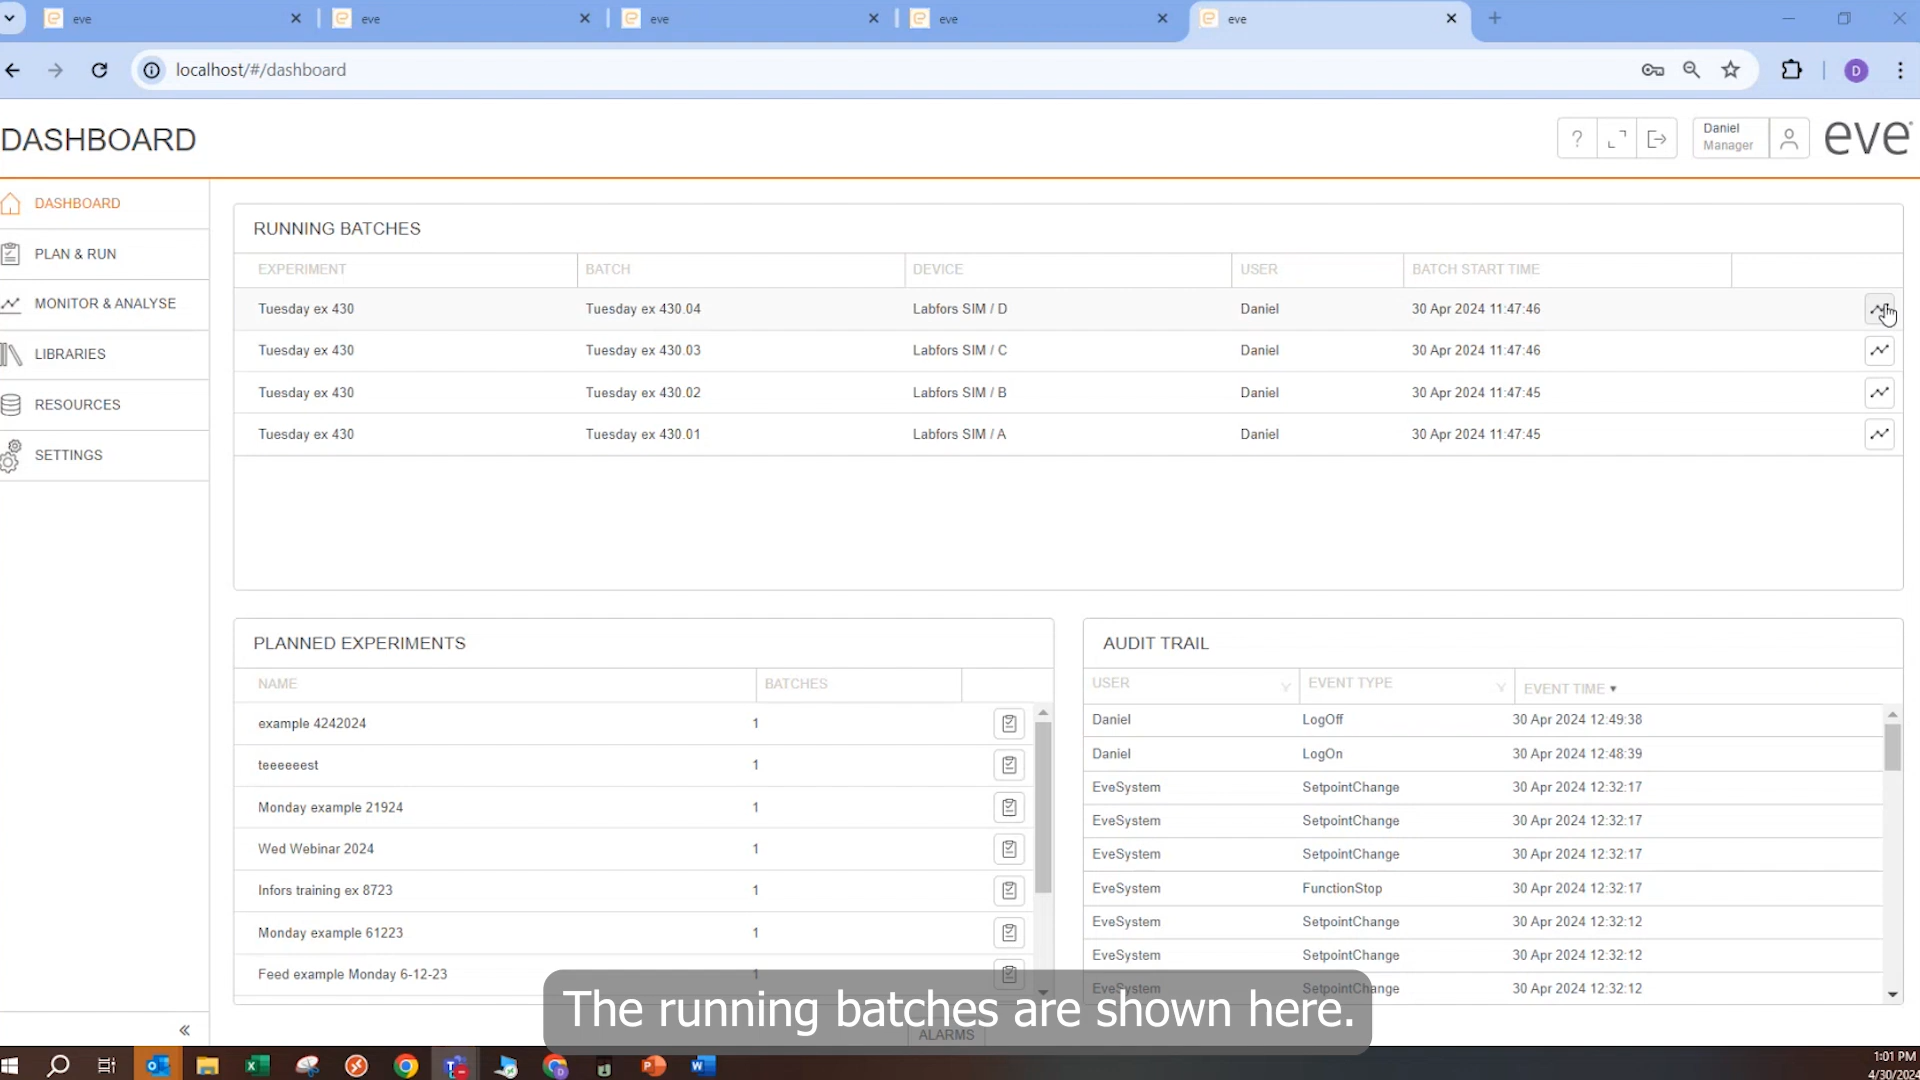 eve
eve
eve
eve
eve
localhost/#/dashboard
D
DASHBOARD
?
Daniel
Manager
eve
DASHBOARD
PLAN & RUN
MONITOR & ANALYSE
LIBRARIES
RESOURCES
SETTINGS
«
RUNNING BATCHES
EXPERIMENT BATCH DEVICE USER BATCH START TIME
Tuesday ex 430 Tuesday ex 430.04 Labfors SIM / D Daniel 30 Apr 2024 11:47:46
Tuesday ex 430 Tuesday ex 430.03 Labfors SIM / C Daniel 30 Apr 2024 11:47:46
Tuesday ex 430 Tuesday ex 430.02 Labfors SIM / B Daniel 30 Apr 2024 11:47:45
Tuesday ex 430 Tuesday ex 430.01 Labfors SIM / A Daniel 30 Apr 2024 11:47:45
PLANNED EXPERIMENTS
NAME BATCHES
example 4242024 1
teeeeeest 1
Monday example 21924 1
Wed Webinar 2024 1
Infors training ex 8723 1
Monday example 61223 1
Feed example Monday 6-12-23 1
AUDIT TRAIL
USER EVENT TYPE EVENT TIME
Daniel LogOff 30 Apr 2024 12:49:38
Daniel LogOn 30 Apr 2024 12:48:39
EveSystem SetpointChange 30 Apr 2024 12:32:17
EveSystem SetpointChange 30 Apr 2024 12:32:17
EveSystem SetpointChange 30 Apr 2024 12:32:17
EveSystem FunctionStop 30 Apr 2024 12:32:17
EveSystem SetpointChange 30 Apr 2024 12:32:12
EveSystem SetpointChange 30 Apr 2024 12:32:12
EveSystem SetpointChange 30 Apr 2024 12:32:12
The running batches are shown here.
ALARMS
1:01 PM
4/30/2024